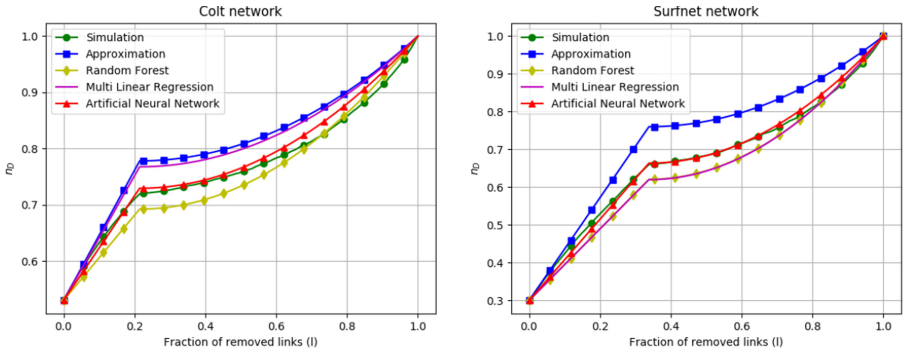 Colt network
Simulation
Approximation
Random Forest
Multi Linear Regression
Artificial Neural Network
1.0
0.9
0.8
0.7
0.6
n_D
0.0
0.2
0.4
0.6
0.8
1.0
Fraction of removed links (l)
Surfnet network
Simulation
Approximation
Random Forest
Multi Linear Regression
Artificial Neural Network
1.0
0.9
0.8
0.7
0.6
0.5
0.4
0.3
n_D
0.0
0.2
0.4
0.6
0.8
1.0
Fraction of removed links (l)